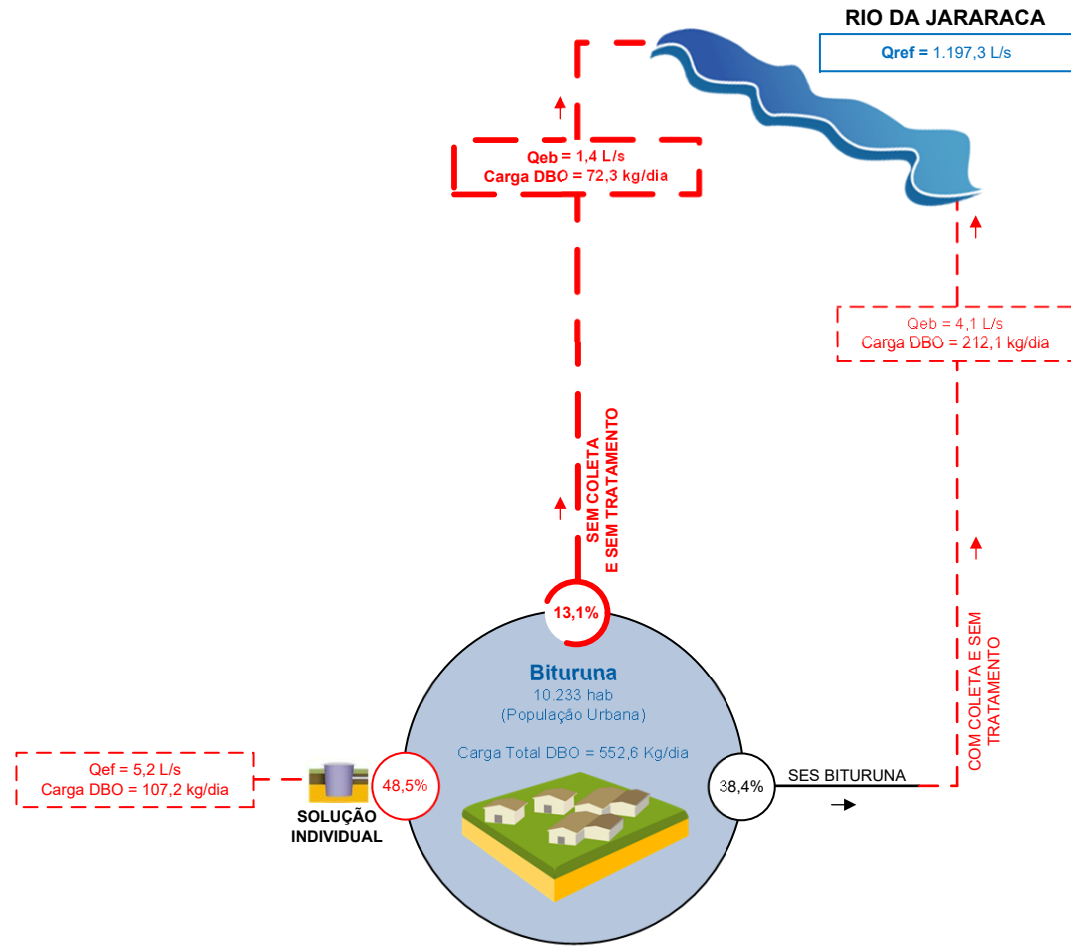 RIO DA JARARACA
Qref = 1.197,3 L/s
Qeb = 1,4 L/s
Carga DBO = 72,3 kg/dia
Qeb = 4,1 L/s
Carga DBO = 212,1 kg/dia
SEM COLETA
E SEM TRATAMENTO
COM COLETA E SEM
TRATAMENTO
13,1%
Bituruna
10.233 hab
(População Urbana)
Carga Total DBO = 552,6 Kg/dia
Qef = 5,2 L/s
Carga DBO = 107,2 kg/dia
48,5%
38,4%
SES BITURUNA
SOLUÇÃO
INDIVIDUAL